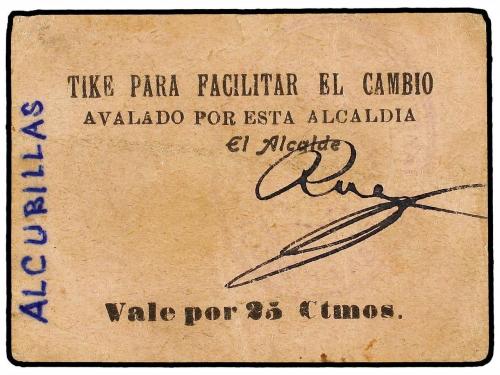 TIKE PARA FACILITAR EL CAMBIO
AVALADO POR ESTA ALCALDIA
El Alcalde
Vale por 25 Ctmos.
ALCUBILLAS